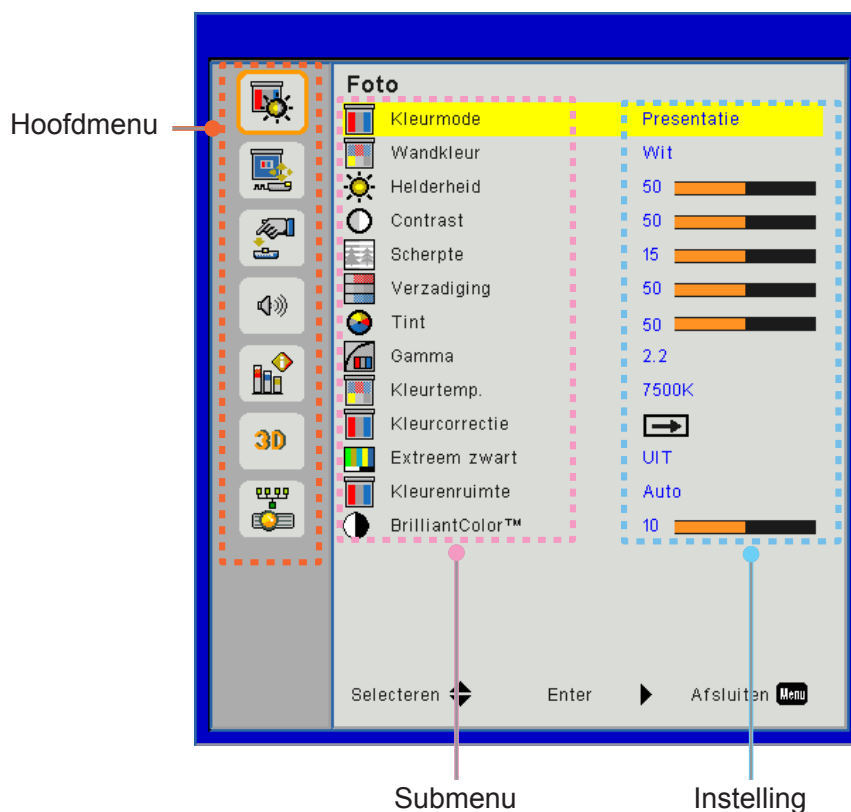 Hoofdmenu
Foto
Kleurmode Presentatie
Wandkleur Wit
Helderheid 50
Contrast 50
Scherpte 15
Verzadiging 50
Tint 50
Gamma 2.2
Kleurtemp. 7500K
Kleurcorrectie
3D
Extreem zwart UIT
Kleurenruimte Auto
BrilliantColor™ 10
Selecteren Enter Afsluiten Menu
Submenu Instelling